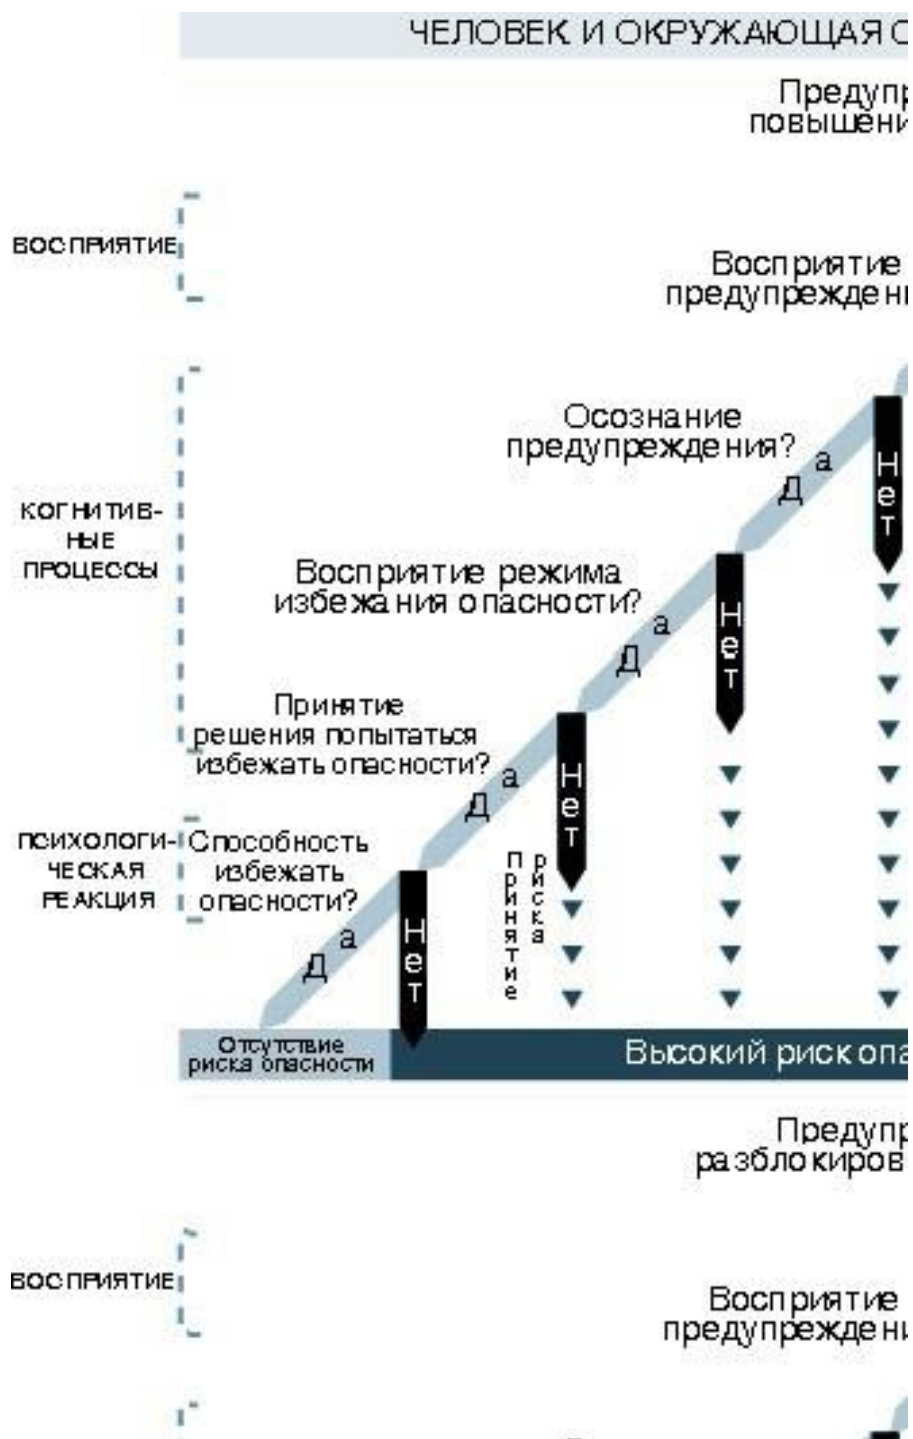 ЧЕЛОВЕК И ОКРУЖАЮЩАЯ
Предупр
повышени
ВОСПРИЯТИЕ
Восприятие
предупреждени
Осознание
предупреждения?
Да
Нет
КОГНИТИВ-
НЫЕ
ПРОЦЕССЫ
Восприятие режима
избежания опасности?
Да
Нет
Принятие
решения попытаться
избежать опасности?
Да
Нет
Принятие
риска
ПСИХОЛОГИ-
ЧЕСКАЯ
РЕАКЦИЯ
Способность
избежать
опасности?
Да
Нет
Отсутствие
риска опасности
Высокий риск опа
Предупр
разблокиров
ВОСПРИЯТИЕ
Восприятие
предупреждени